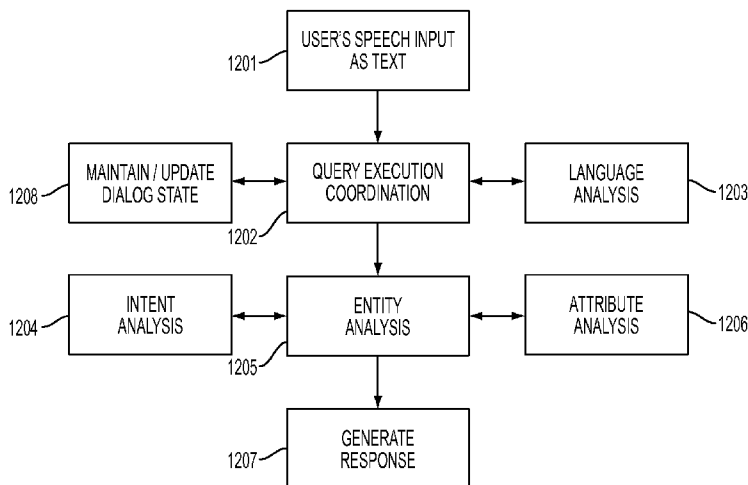 1201
USER'S SPEECH INPUT
AS TEXT
1208
MAINTAIN / UPDATE
DIALOG STATE
1202
QUERY EXECUTION
COORDINATION
LANGUAGE
ANALYSIS
1203
1204
INTENT
ANALYSIS
1205
ENTITY
ANALYSIS
ATTRIBUTE
ANALYSIS
1206
1207
GENERATE
RESPONSE